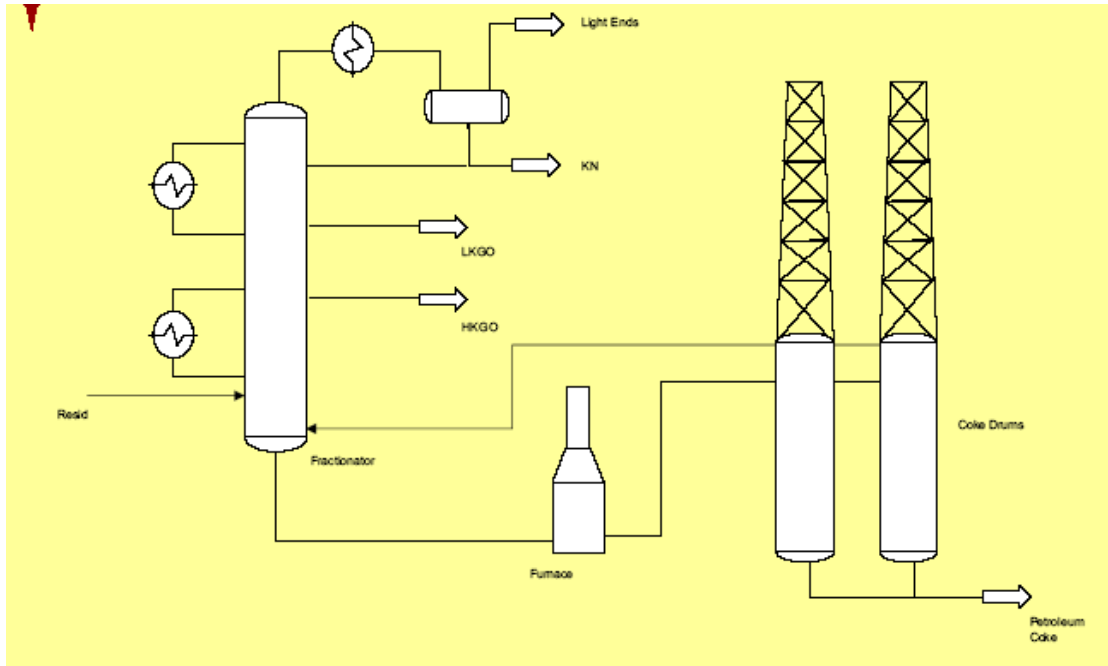 Light Ends
KN
LKGO
HKGO
Resid
Fractionator
Coke Drums
Furnace
Petroleum
Coke